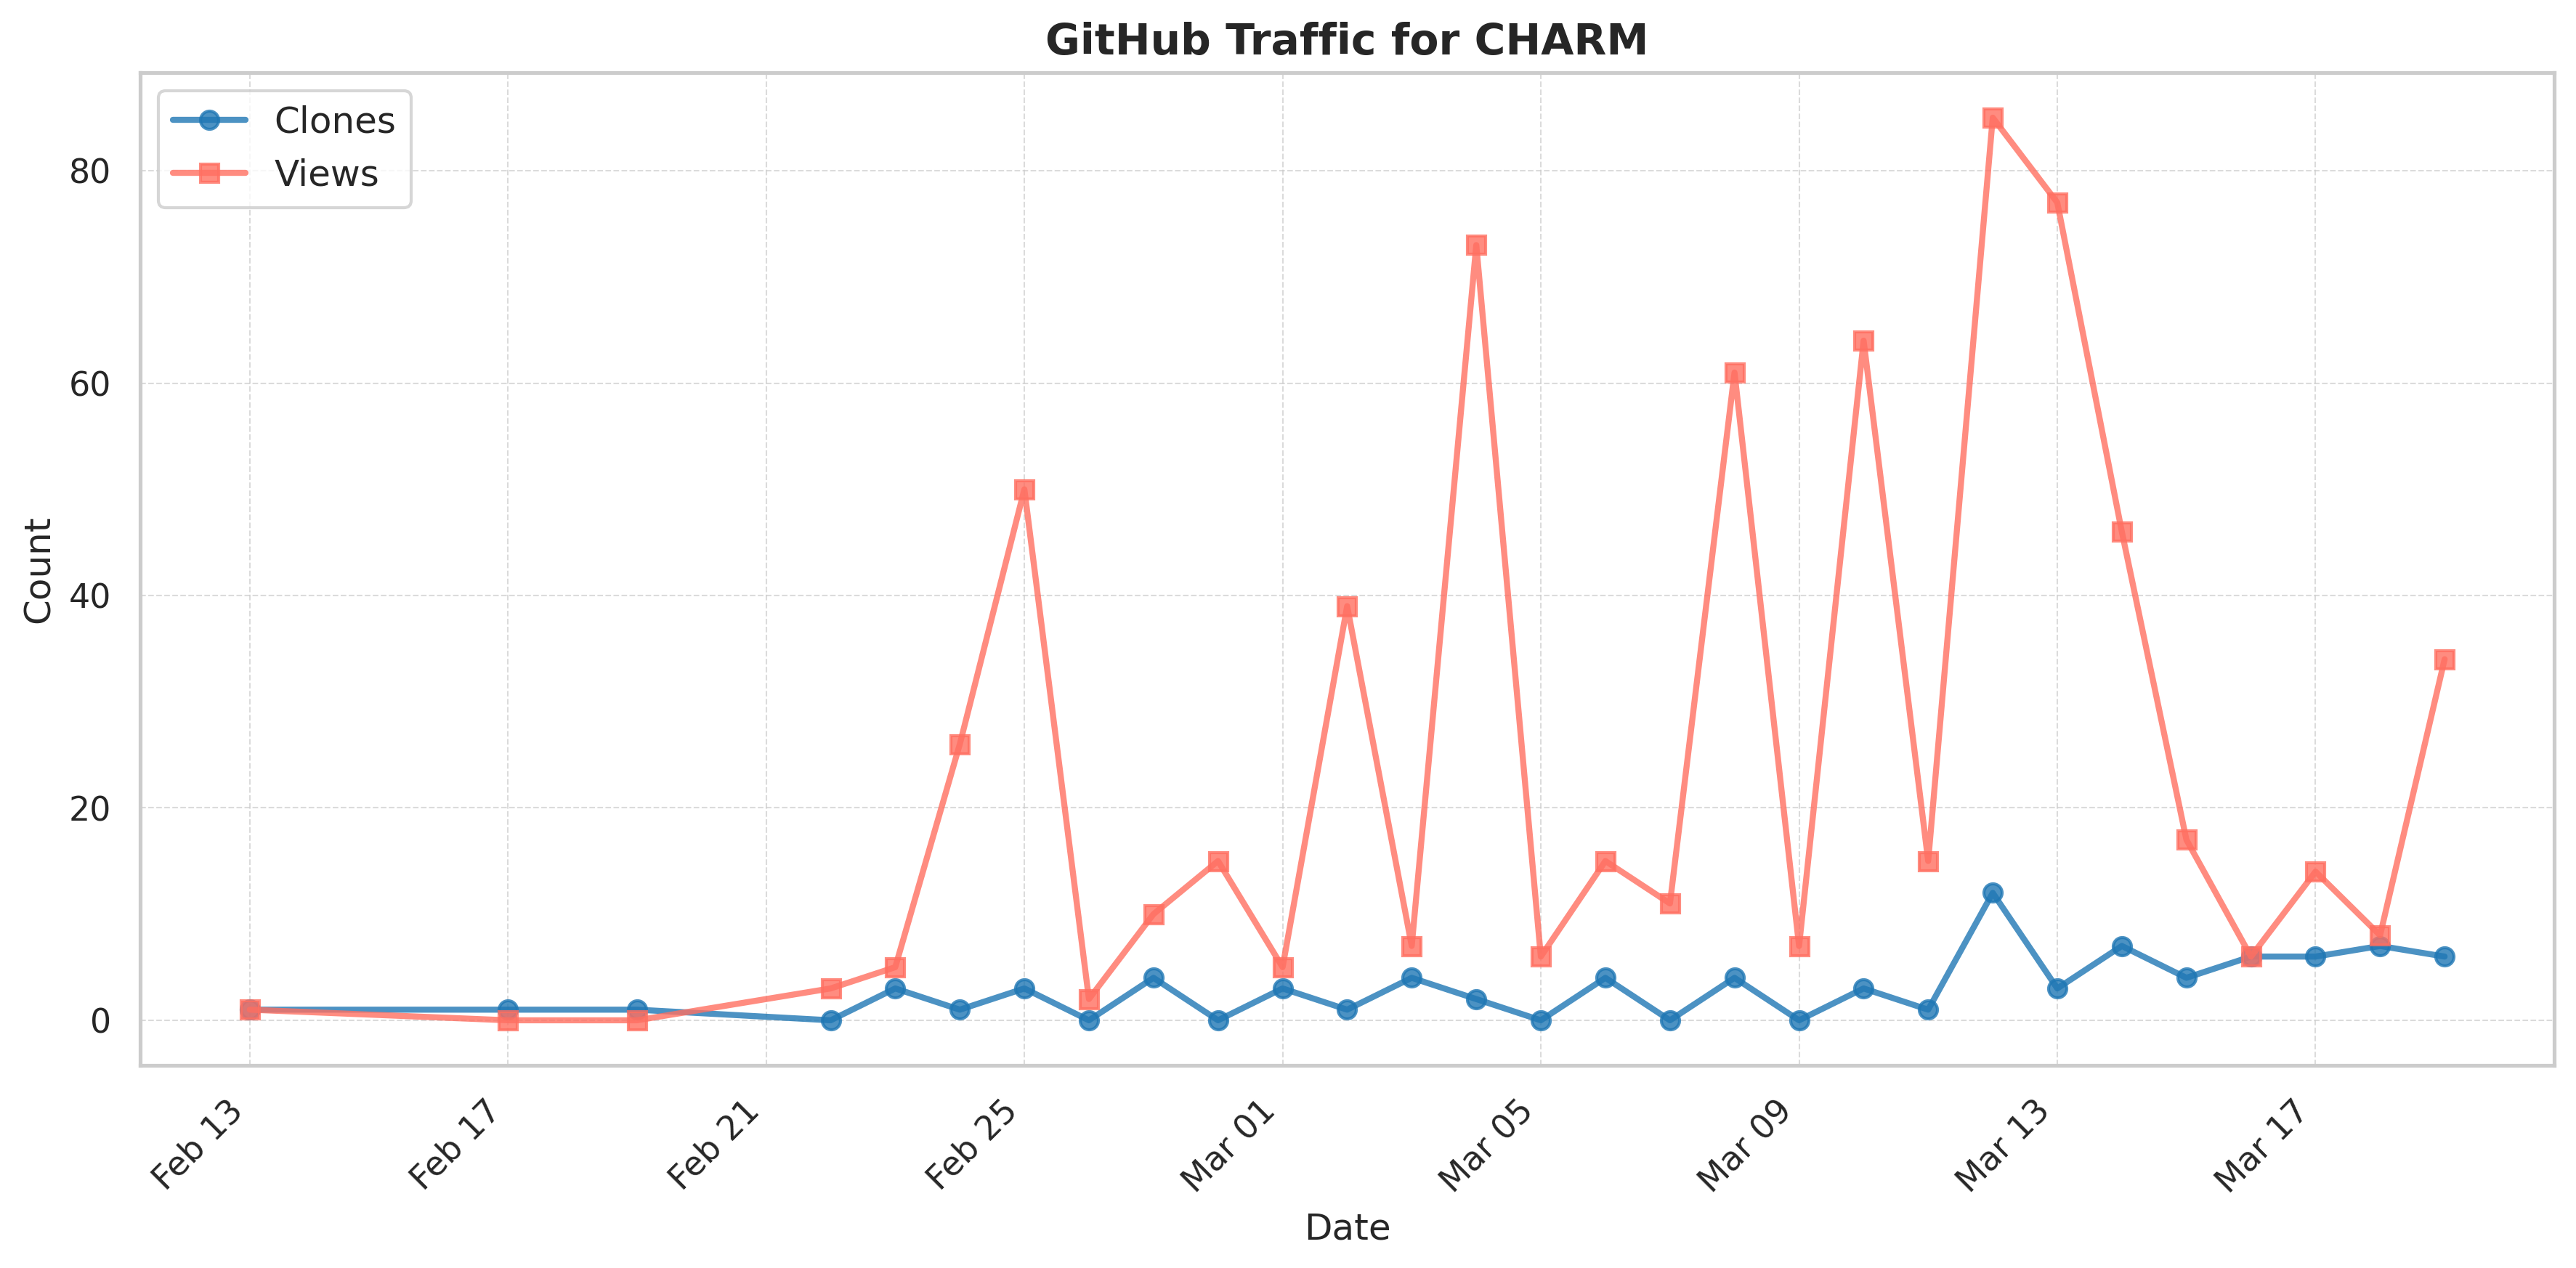 GitHub Traffic for CHARM
Clones
Views
80
60
40
20
0
Count
Feb 13
Feb 17
Feb 21
Feb 25
Mar 01
Mar 05
Mar 09
Mar 13
Mar 17
Date